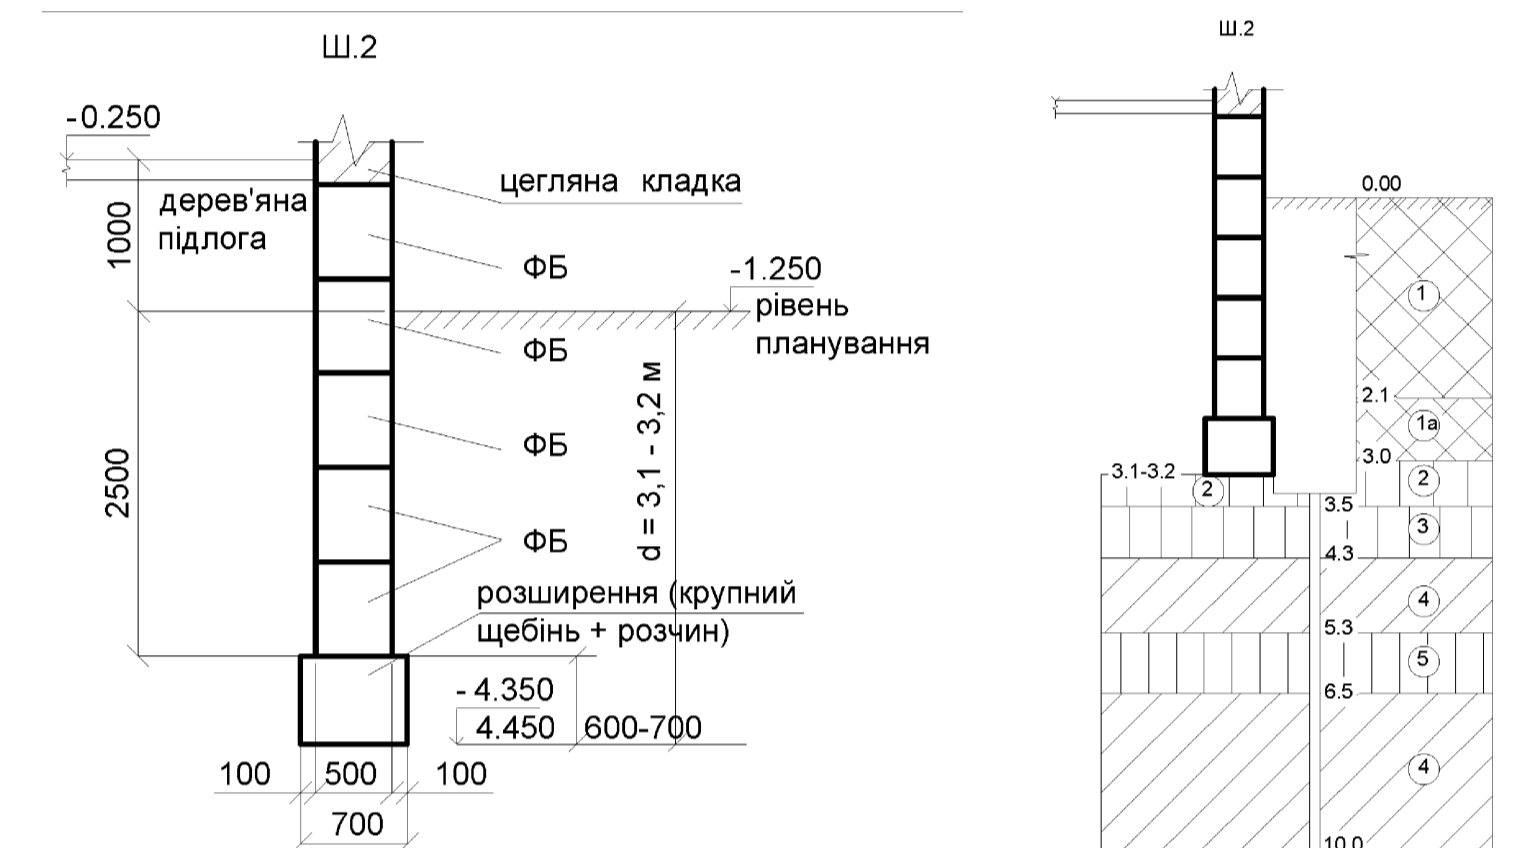 Ш.2
-0.250
дерев'яна
підлога
1000
цегляна кладка
ФБ
-1.250
рівень
планування
ФБ
ФБ
ФБ
2500
d = 3,1 - 3,2 м
розширення (крупний
щебінь + розчин)
- 4.350
4.450
600-700
100
500
100
700
Ш.2
0.00
1
2.1
1а
3.0
3.1-3.2
2
2
3.5
3
4.3
4
5.3
5
6.5
4
10.0